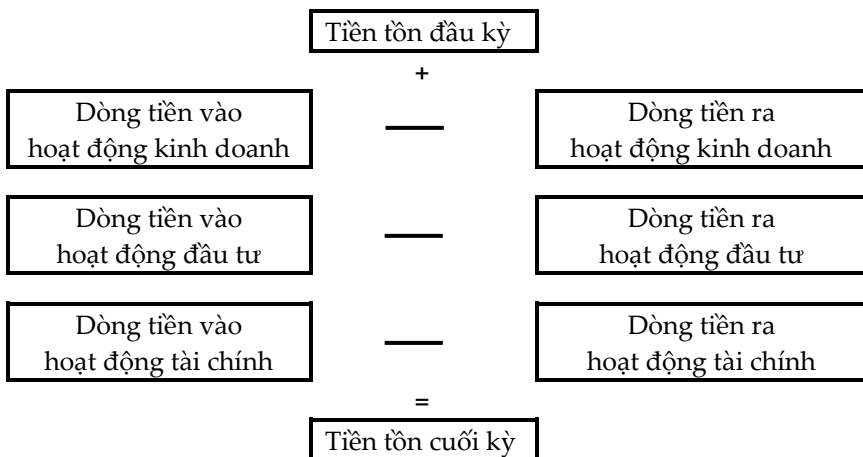 Tiền tồn đầu kỳ
+
Dòng tiền vào
hoạt động kinh doanh
—
Dòng tiền ra
hoạt động kinh doanh
Dòng tiền vào
hoạt động đầu tư
—
Dòng tiền ra
hoạt động đầu tư
Dòng tiền vào
hoạt động tài chính
—
Dòng tiền ra
hoạt động tài chính
=
Tiền tồn cuối kỳ